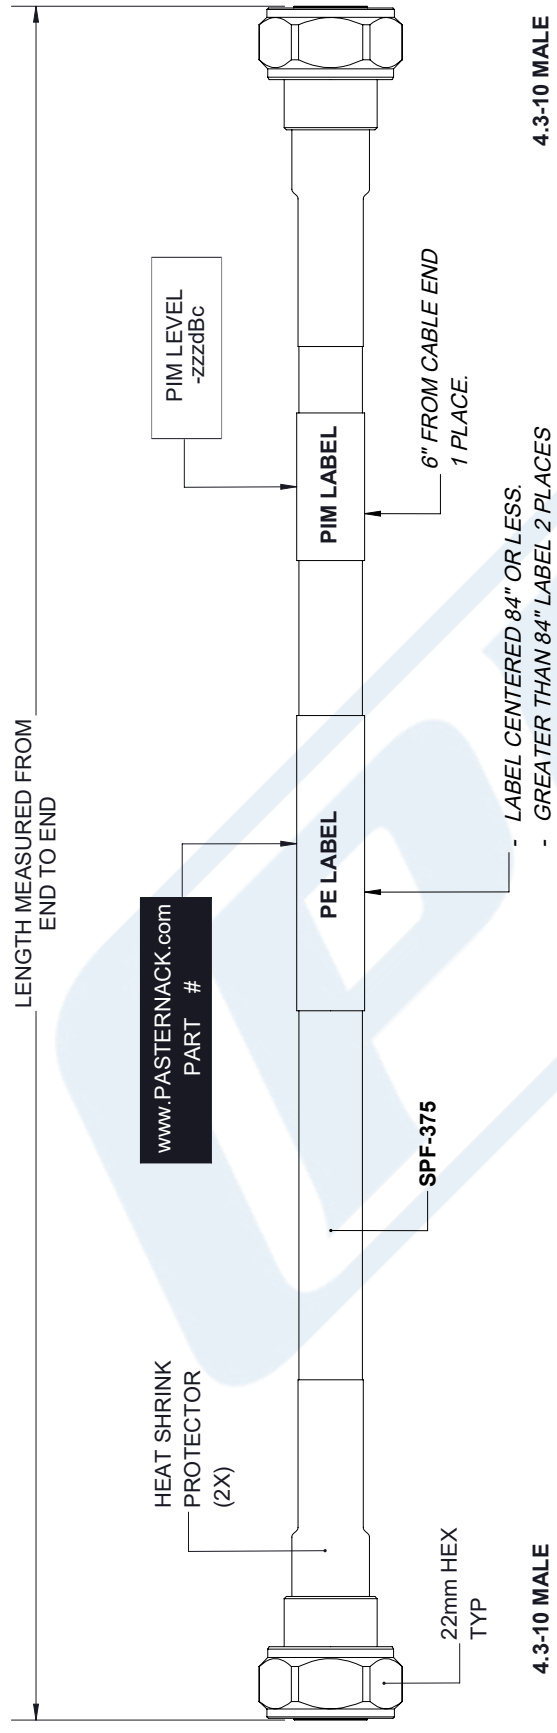 LENGTH MEASURED FROM
END TO END
www.PASTERNACK.com
PART #
PIM LEVEL
-zzzdBc
HEAT SHRINK
PROTECTOR
(2X)
PE LABEL
PIM LABEL
SPF-375
6" FROM CABLE END
1 PLACE.
22mm HEX
TYP
- LABEL CENTERED 84" OR LESS.
- GREATER THAN 84" LABEL 2 PLACES
4.3-10 MALE
4.3-10 MALE